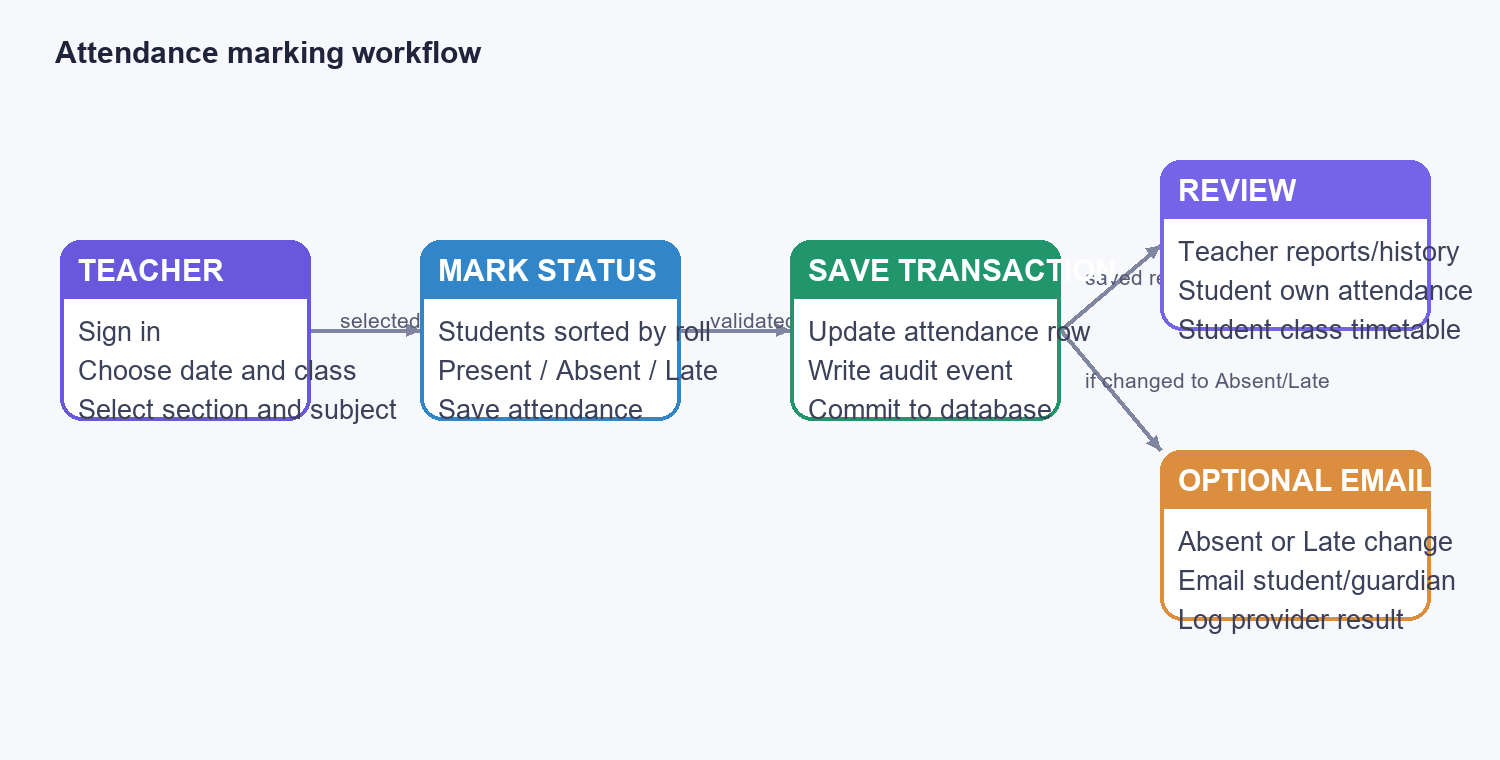 Attendance marking workflow
TEACHER
Sign in
Choose date and class
Select section and subject
selected
MARK STATUS
Students sorted by roll
Present / Absent / Late
Save attendance
validated
SAVE TRANSACTION
Update attendance row
Write audit event
Commit to database
saved
if changed to Absent/Late
REVIEW
Teacher reports/history
Student own attendance
Student class timetable
OPTIONAL EMAIL
Absent or Late change
Email student/guardian
Log provider result